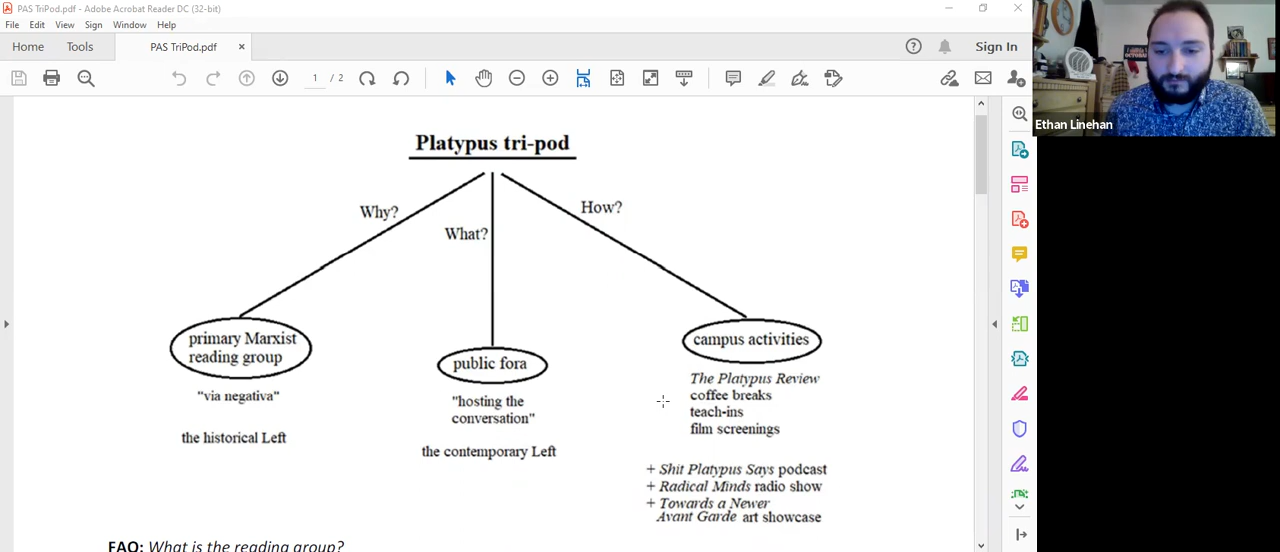 PAS TriPod.pdf - Adobe Acrobat Reader DC (32-bit)
File Edit View Sign Window Help
Home Tools PAS TriPod.pdf × Sign In
1 / 2
Ethan Linehan
Platypus tri-pod
Why?
How?
What?
primary Marxist
reading group
public fora
campus activities
"via negativa"
the historical Left
"hosting the
conversation"
the contemporary Left
The Platypus Review
coffee breaks
teach-ins
film screenings
+ Shit Platypus Says podcast
+ Radical Minds radio show
+ Towards a Newer
Avant Garde art showcase
FAQ: What is the reading group?